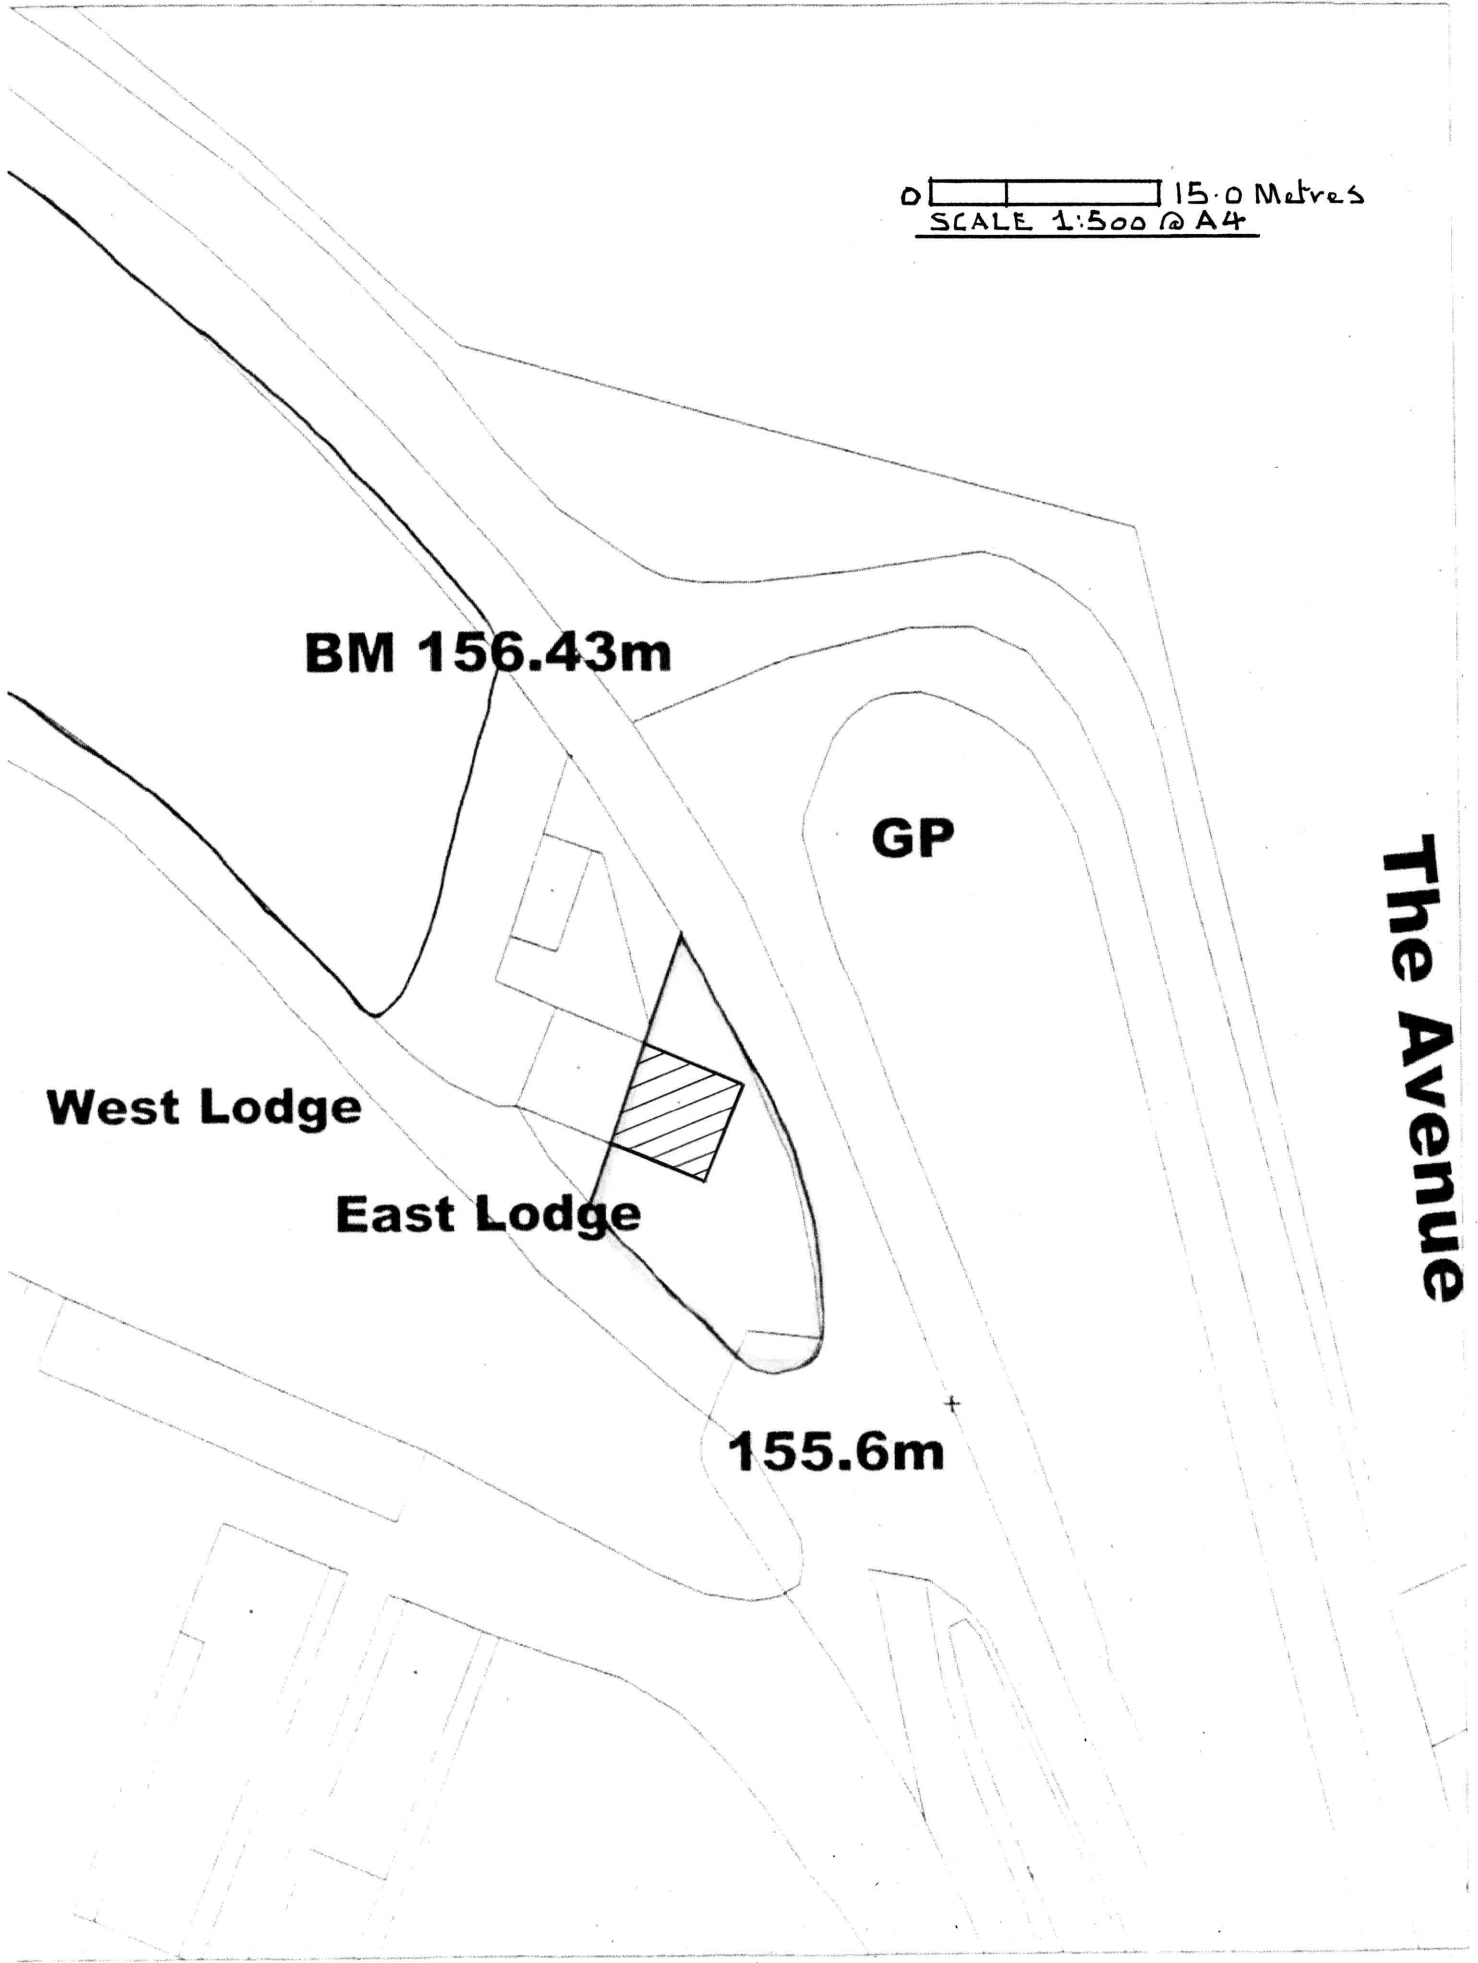 0 15.0 Metres
SCALE 1:500 @ A4
BM 156.43m
GP
The Avenue
West Lodge
East Lodge
155.6m